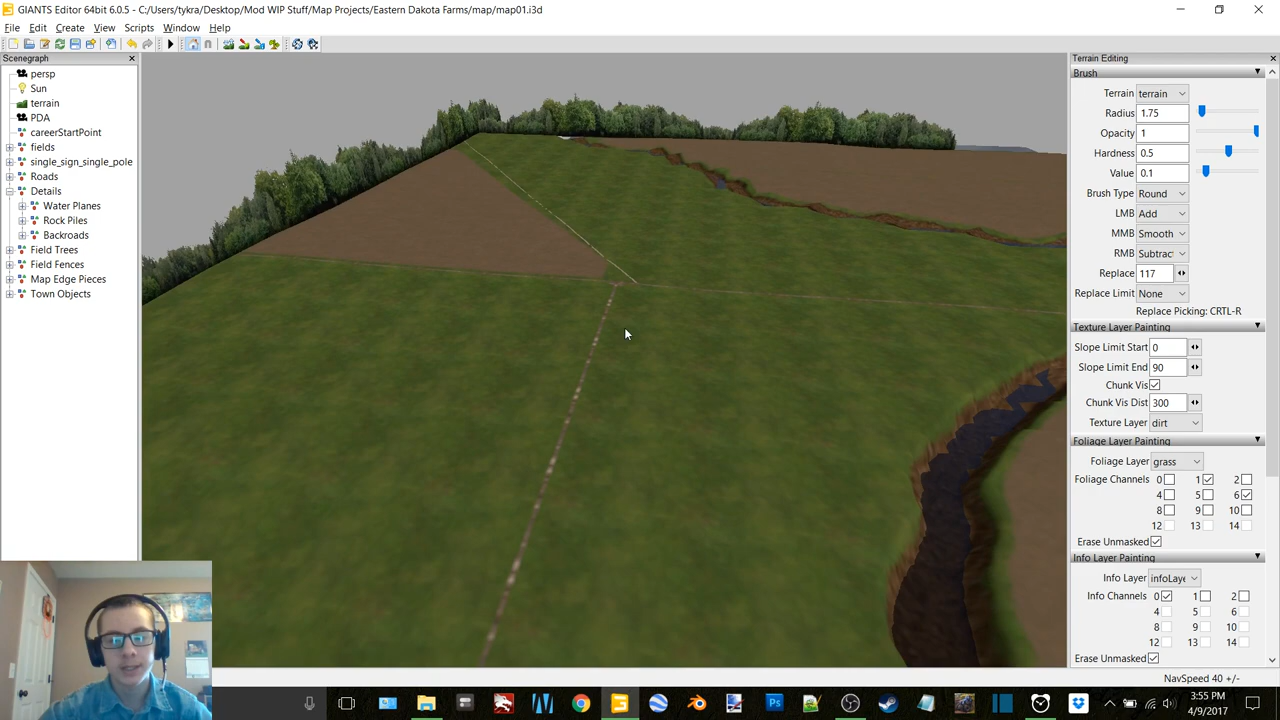 GIANTS Editor 64bit 6.0.5 - C:/Users/tykra/Desktop/Mod WIP Stuff/Map Projects/Eastern Dakota Farms/map/map01.i3d
File Edit Create View Scripts Window Help
Scenegraph
persp
Sun
terrain
PDA
careerStartPoint
fields
single_sign_single_pole
Roads
Details
Water Planes
Rock Piles
Backroads
Field Trees
Field Fences
Map Edge Pieces
Town Objects
Terrain Editing
Brush
Terrain terrain
Radius 1.75
Opacity 1
Hardness 0.5
Value 0.1
Brush Type Round
LMB Add
MMB Smooth
RMB Subtrac
Replace 117
Replace Limit None
Replace Picking: CRTL-R
Texture Layer Painting
Slope Limit Start 0
Slope Limit End 90
Chunk Vis
Chunk Vis Dist 300
Texture Layer dirt
Foliage Layer Painting
Foliage Layer grass
Foliage Channels 0 1 2
4 5 6
8 9 10
12 13 14
Erase Unmasked
Info Layer Painting
Info Layer infoLaye
Info Channels 0 1 2
4 5 6
8 9 10
12 13 14
Erase Unmasked
NavSpeed 40 +/-
3:55 PM
4/9/2017